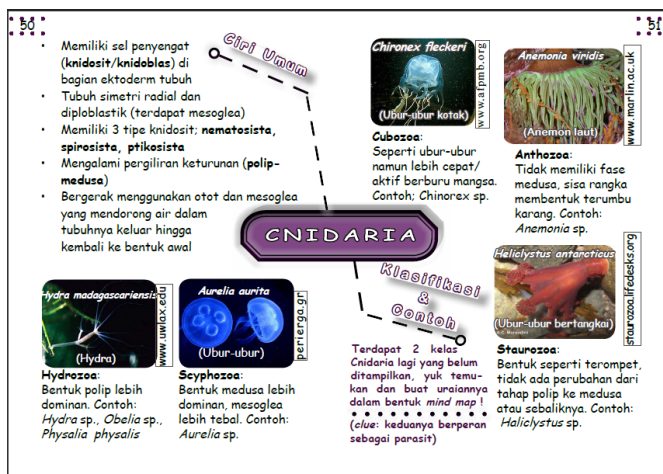 50
51
Ciri Umum
• Memiliki sel penyengat
(knidosit/knidoblas) di
bagian ektoderm tubuh
• Tubuh simetri radial dan
diploblastik (terdapat mesoglea)
• Memiliki 3 tipe knidosit; nematosista,
spirosista, ptikosista
• Mengalami pergiliran keturunan (polip-
medusa)
• Bergerak menggunakan otot dan mesoglea
yang mendorong air dalam
tubuhnya keluar hingga
kembali ke bentuk awal
CNIDARIA
Klasifikasi
&
Contoh
Hydra madagascariensis
(Hydra)
www.uwlax.edu
Hydrozoa:
Bentuk polip lebih
dominan. Contoh:
Hydra sp., Obelia sp.,
Physalia physalis
Aurelia aurita
(Ubur-ubur)
perierga.gr
Scyphozoa:
Bentuk medusa lebih
dominan, mesoglea
lebih tebal. Contoh:
Aurelia sp.
Chironex fleckeri
(Ubur-ubur kotak)
www.afpmb.org
Cubozoa:
Seperti ubur-ubur
namun lebih cepat/
aktif berburu mangsa.
Contoh; Chinorex sp.
Anemonia viridis
(Anemon laut)
www.marlin.ac.uk
Anthozoa:
Tidak memiliki fase
medusa, sisa rangka
membentuk terumbu
karang. Contoh:
Anemonia sp.
Heliclystus antarcticus
(Ubur-ubur bertangkai)
staurozoa.lifedesks.org
Staurozoa:
Bentuk seperti terompet,
tidak ada perubahan dari
tahap polip ke medusa
atau sebaliknya. Contoh:
Haliclystus sp.
Terdapat 2 kelas
Cnidaria lagi yang belum
ditampilkan, yuk temu-
kan dan buat uraiannya
dalam bentuk mind map !
(clue: keduanya berperan
sebagai parasit)